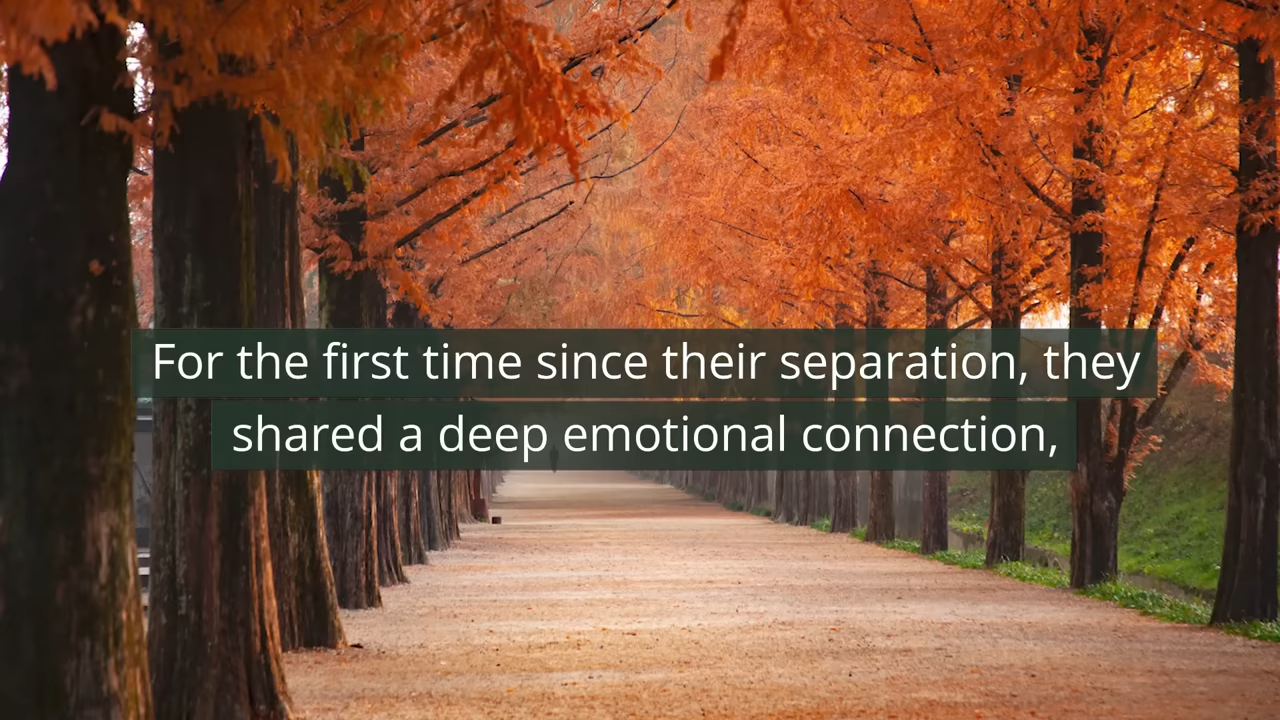 For the first time since their separation, they
shared a deep emotional connection,